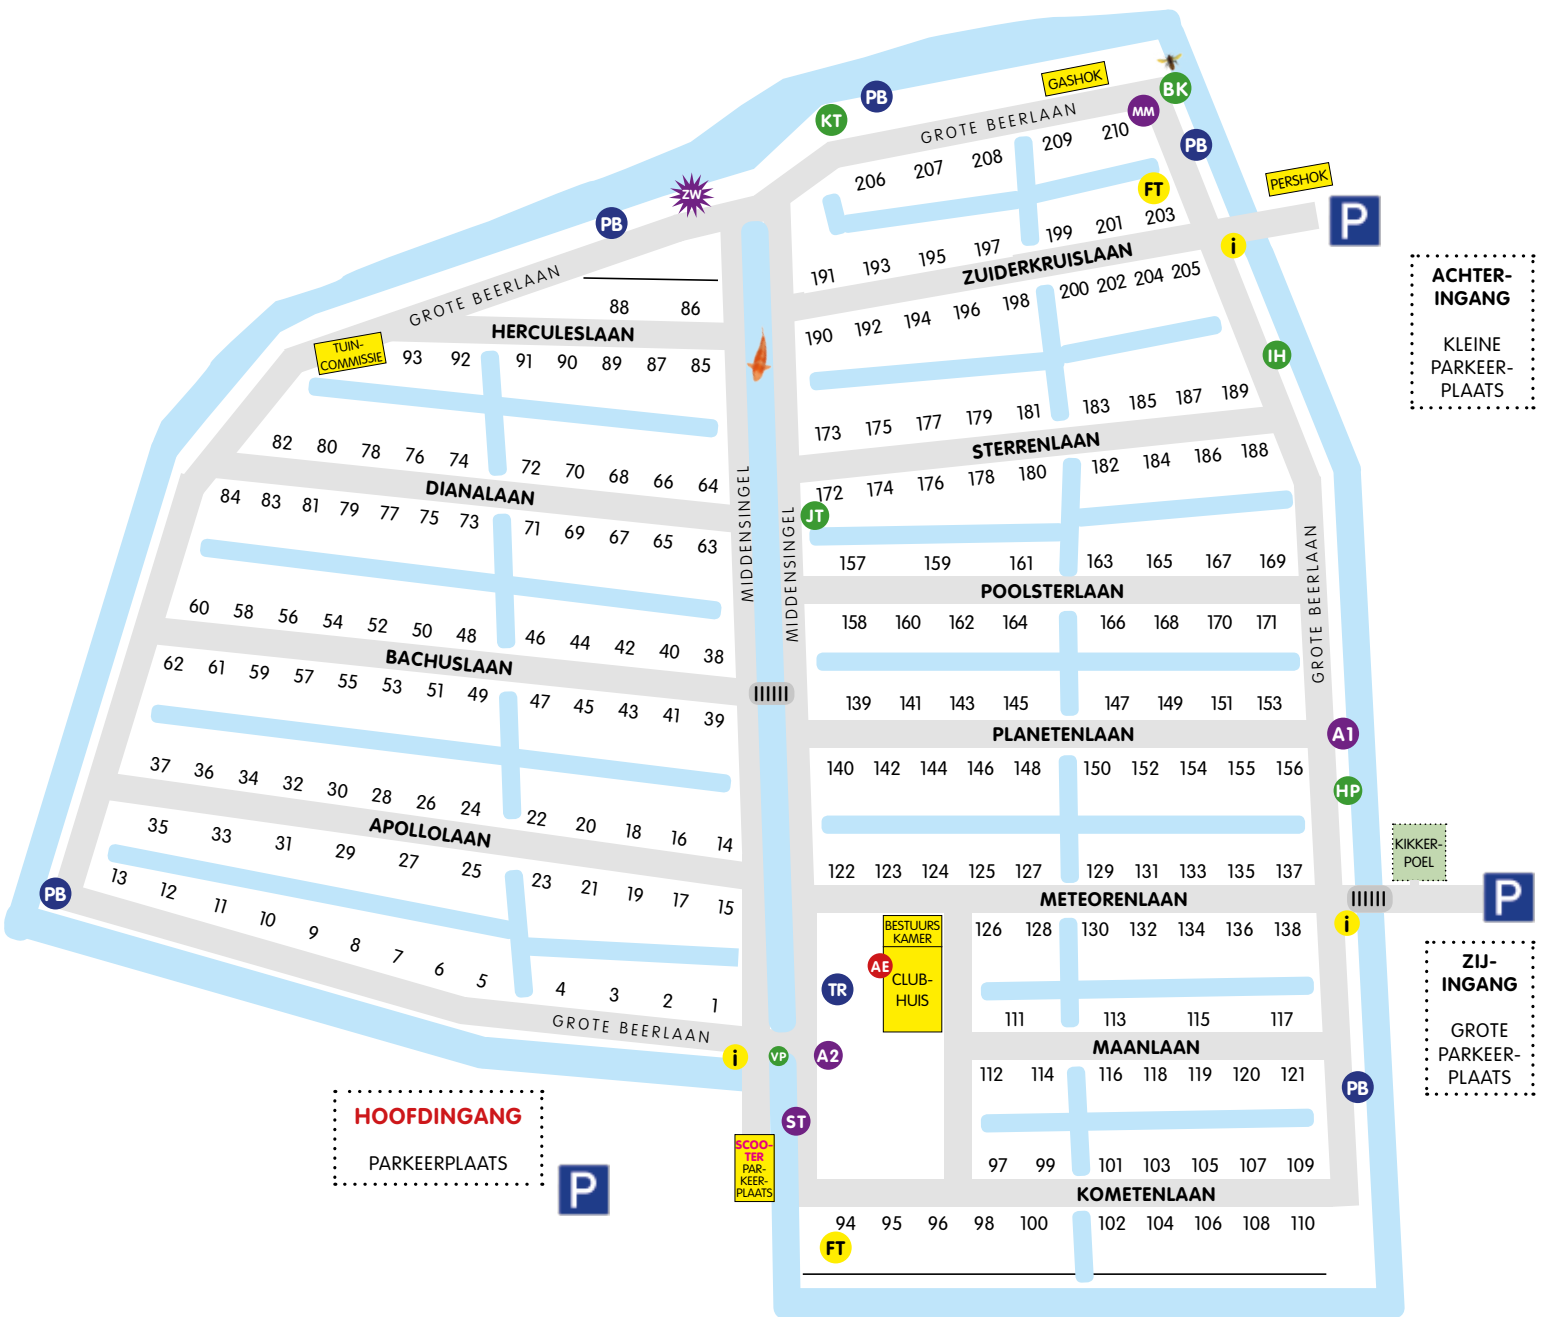 GASHOK
BK
PB
KT
MM
GROTE BEERLAAN
210
209
208
207
206
PB
PERSHOK
P
FT
ZW
PB
203
201
199
197
195
193
191
i
ZUIDERKRUISLAAN
ACHTER-
INGANG
KLEINE
PARKEER-
PLAATS
GROTE BEERLAAN
88 86
HERCULESLAAN
TUIN-
COMMISSIE
93 92 91 90 89 87 85
190 192 194 196 198 200 202 204 205
IH
173 175 177 179 181 183 185 187 189
STERRENLAAN
172 174 176 178 180 182 184 186 188
JT
82 80 78 76 74 72 70 68 66 64
DIANALAAN
84 83 81 79 77 75 73 71 69 67 65 63
MIDDENSINGEL
MIDDENSINGEL
157 159 161 163 165 167 169
POOLSTERLAAN
158 160 162 164 166 168 170 171
GROTE BEERLAAN
60 58 56 54 52 50 48 46 44 42 40 38
BACHUSLAAN
62 61 59 57 55 53 51 49 47 45 43 41 39
139 141 143 145 147 149 151 153
PLANETENLAAN
A1
140 142 144 146 148 150 152 154 155 156
HP
37 36 34 32 30 28 26 24 22 20 18 16 14
APOLLOLAAN
35 33 31 29 27 25 23 21 19 17 15
KIKKER-
POEL
122 123 124 125 127 129 131 133 135 137
METEORENLAAN
P
i
126 128 130 132 134 136 138
BESTUURS
KAMER
AE
CLUB-
HUIS
TR
PB
13 12 11 10 9 8 7 6 5 4 3 2 1
GROTE BEERLAAN
ZIJ-
INGANG
GROTE
PARKEER-
PLAATS
111 113 115 117
MAANLAAN
112 114 116 118 119 120 121
PB
i
VP
A2
ST
HOOFDINGANG
PARKEERPLAATS
P
SCOO-
TER
PAR-
KEER-
PLAATS
97 99 101 103 105 107 109
KOMETENLAAN
94 95 96 98 100 102 104 106 108 110
FT